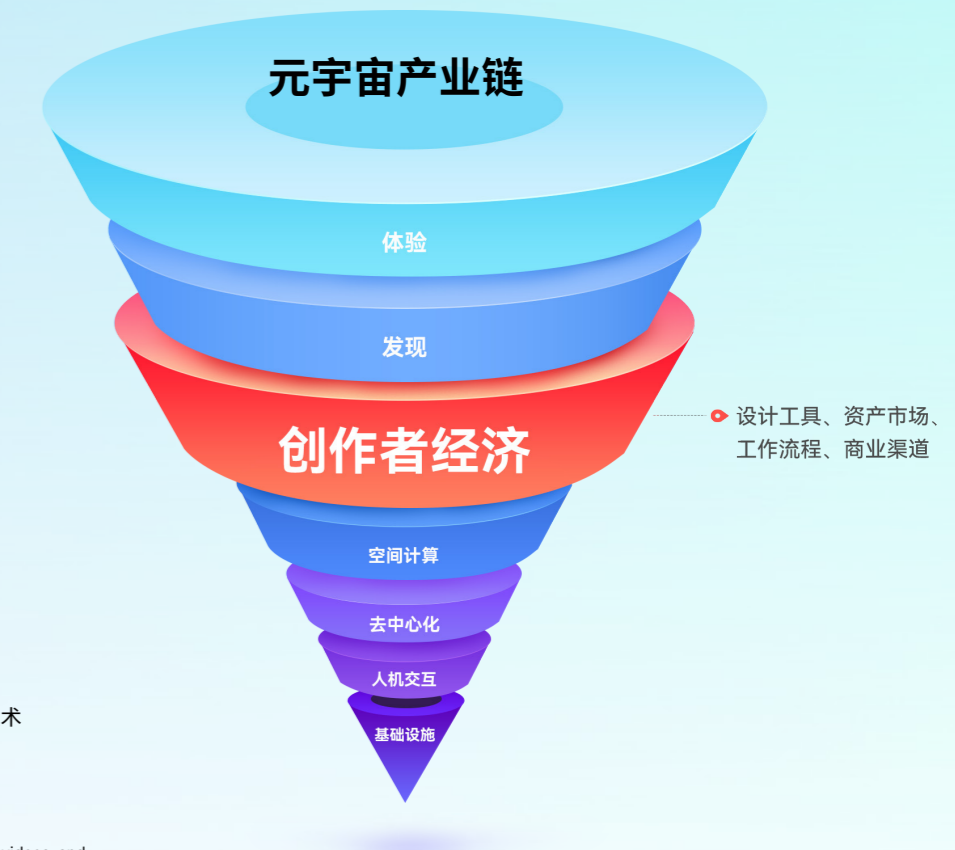 元宇宙产业链
体验
发现
创作者经济
设计工具、资产市场、
工作流程、商业渠道
空间计算
去中心化
人机交互
基础设施
术